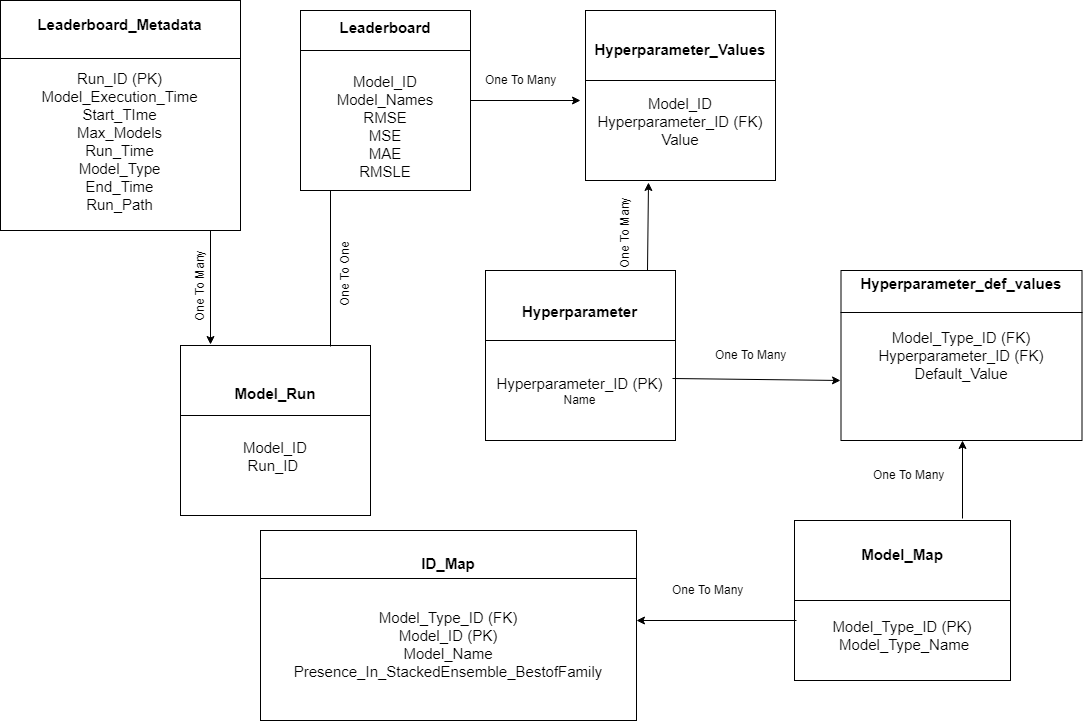 Leaderboard_Metadata
Run_ID (PK)
Model_Execution_Time
Start_TIme
Max_Models
Run_Time
Model_Type
End_Time
Run_Path
Leaderboard
Model_ID
Model_Names
RMSE
MSE
MAE
RMSLE
One To Many
Hyperparameter_Values
Model_ID
Hyperparameter_ID (FK)
Value
One To Many
One To One
One To Many
Model_Run
Model_ID
Run_ID
Hyperparameter
Hyperparameter_ID (PK)
Name
One To Many
Hyperparameter_def_values
Model_Type_ID (FK)
Hyperparameter_ID (FK)
Default_Value
One To Many
ID_Map
Model_Type_ID (FK)
Model_ID (PK)
Model_Name
Presence_In_StackedEnsemble_BestofFamily
One To Many
Model_Map
Model_Type_ID (PK)
Model_Type_Name